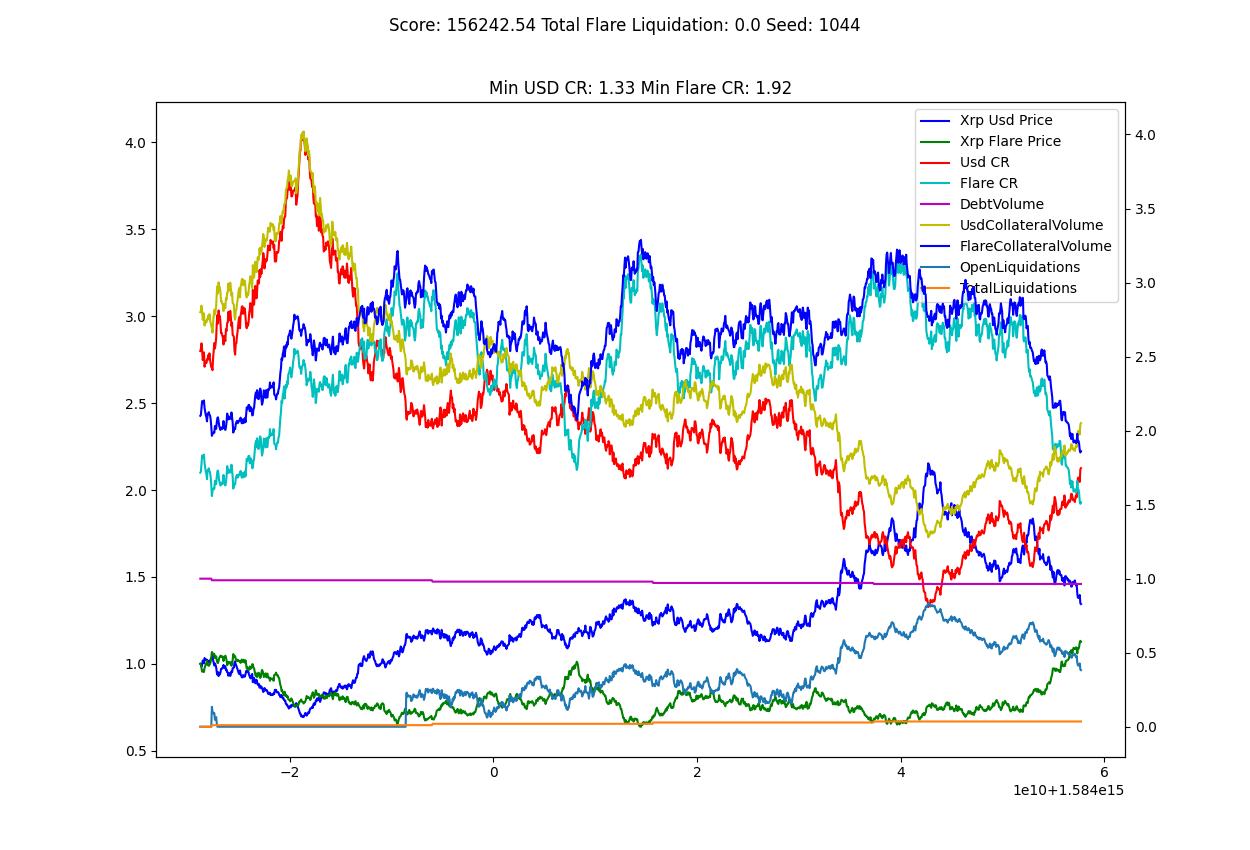 Score: 156242.54 Total Flare Liquidation: 0.0 Seed: 1044
Min USD CR: 1.33 Min Flare CR: 1.92
Xrp Usd Price
Xrp Flare Price
Usd CR
Flare CR
DebtVolume
UsdCollateralVolume
FlareCollateralVolume
OpenLiquidations
TotalLiquidations
4.0
3.5
3.0
2.5
2.0
1.5
1.0
0.5
4.0
3.5
3.0
2.5
2.0
1.5
1.0
0.5
0.0
−2 0 2 4 6
1e10+1.584e15